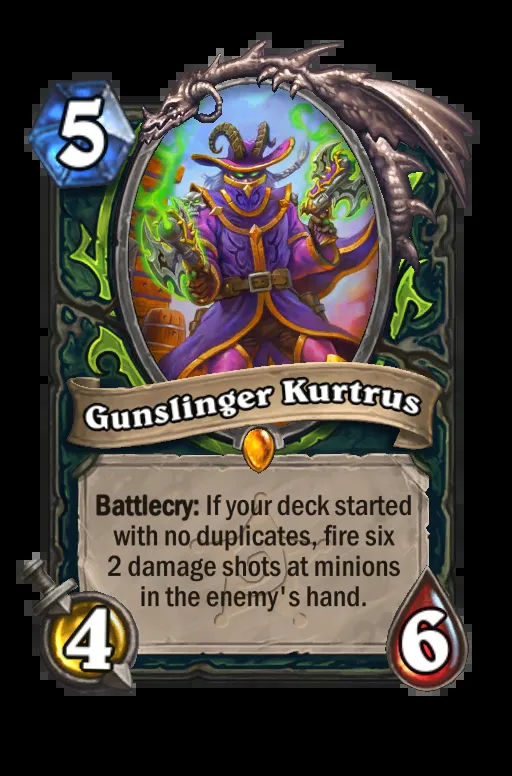 5
Gunslinger Kurtrus
Battlecry: If your deck started
with no duplicates, fire six
2 damage shots at minions
in the enemy's hand.
4
6